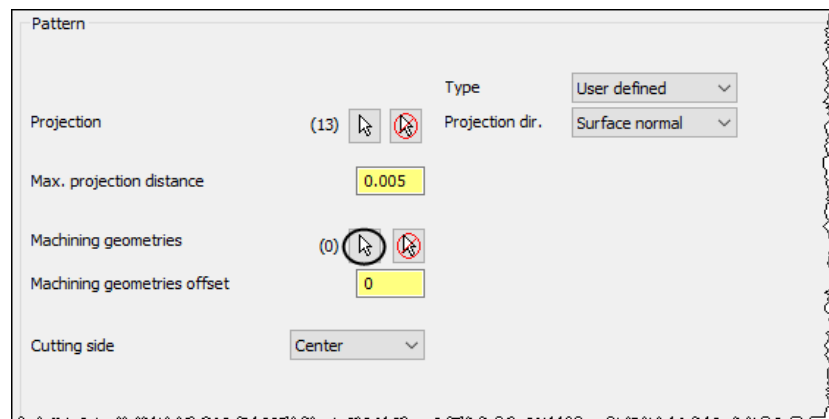 Pattern
Type User defined
Projection (13) Projection dir. Surface normal
Max. projection distance 0.005
Machining geometries (0)
Machining geometries offset 0
Cutting side Center